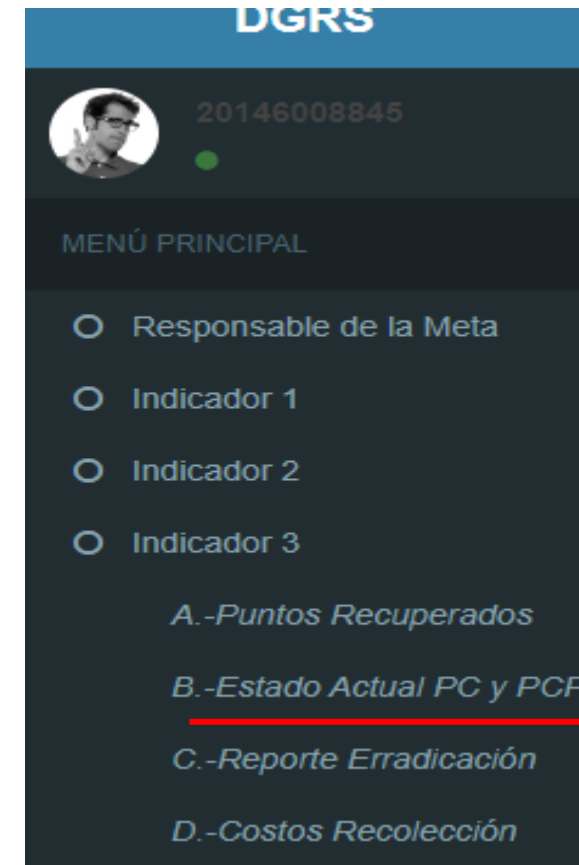 DGRS
20146008845
MENÚ PRINCIPAL
Responsable de la Meta
Indicador 1
Indicador 2
Indicador 3
A.-Puntos Recuperados
B.-Estado Actual PC y PCP
C.-Reporte Erradicación
D.-Costos Recolección